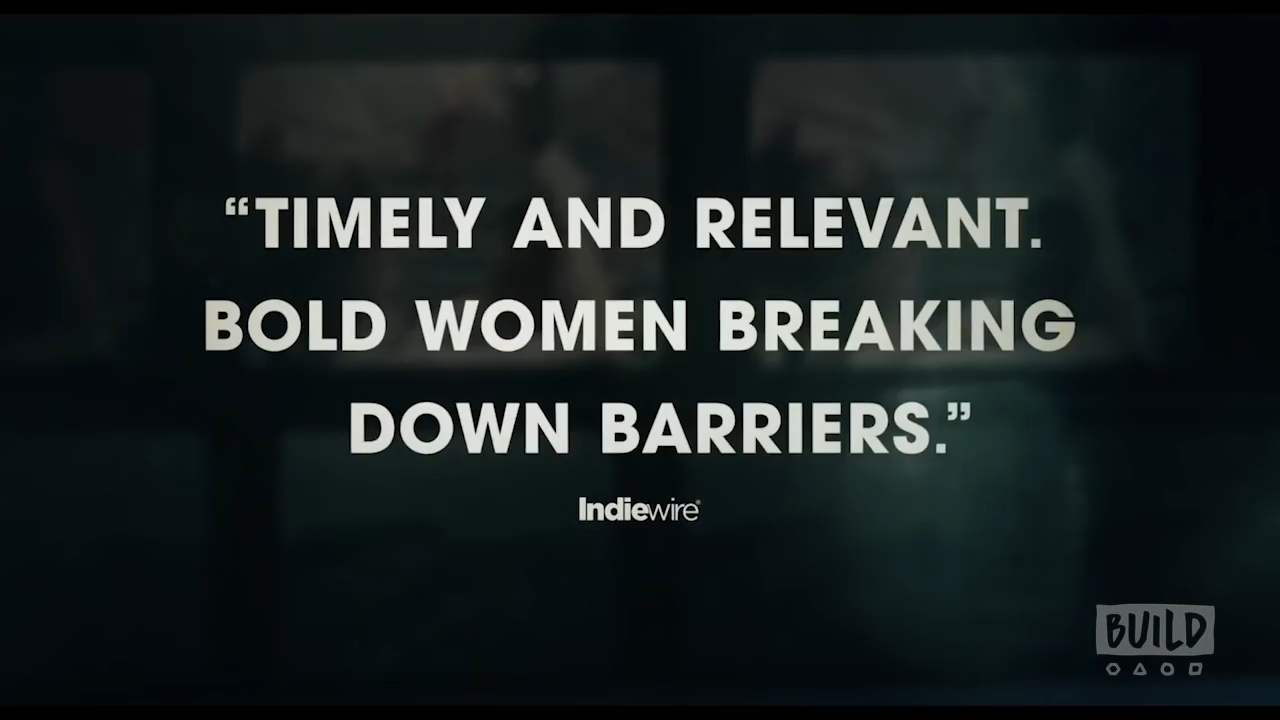 “TIMELY AND RELEVANT.
BOLD WOMEN BREAKING
DOWN BARRIERS.”
Indiewire
BUILD